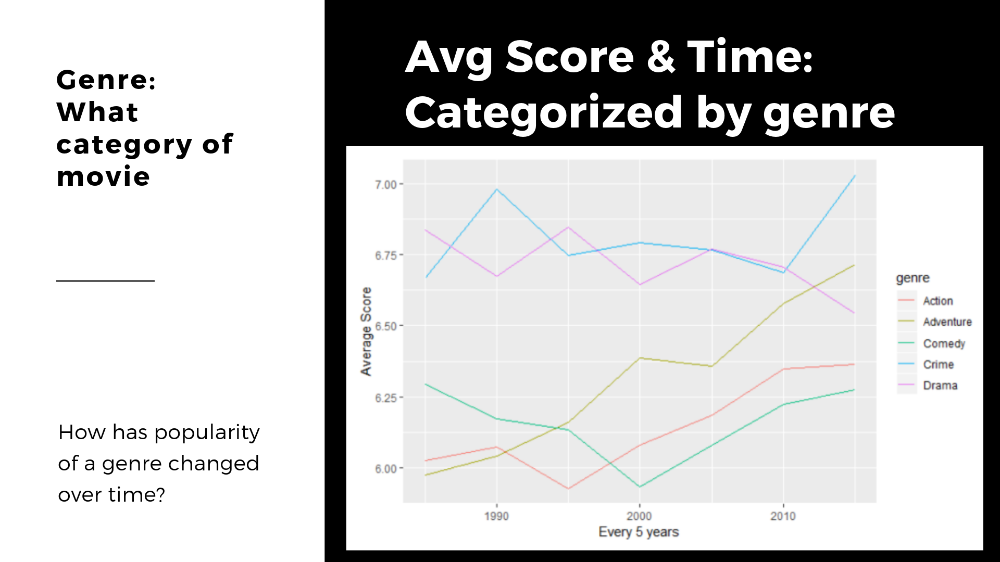 Genre:
What
category of
movie
How has popularity
of a genre changed
over time?
Avg Score & Time:
Categorized by genre
Average Score
7.00
6.75
6.50
6.25
6.00
1990
2000
2010
Every 5 years
genre
Action
Adventure
Comedy
Crime
Drama